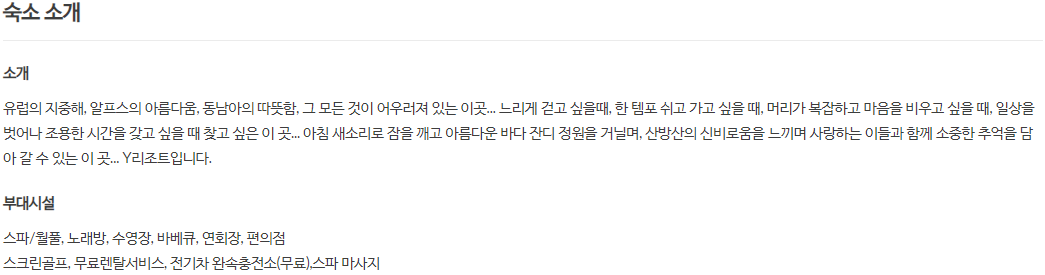 숙소 소개
소개
유럽의 지중해, 알프스의 아름다움, 동남아의 따뜻함, 그 모든 것이 어우러져 있는 이곳... 느리게 걷고 싶을때, 한 템포 쉬고 가고 싶을 때, 머리가 복잡하고 마음을 비우고 싶을 때, 일상을
벗어나 조용한 시간을 갖고 싶을 때 찾고 싶은 이 곳... 아침 새소리로 잠을 깨고 아름다운 바다 잔디 정원을 거닐며, 산방산의 신비로움을 느끼며 사랑하는 이들과 함께 소중한 추억을 담
아 갈 수 있는 이 곳... Y리조트입니다.
부대시설
스파/월풀, 노래방, 수영장, 바베큐, 연회장, 편의점
스크린골프, 무료렌탈서비스, 전기차 완속충전소(무료),스파 마사지